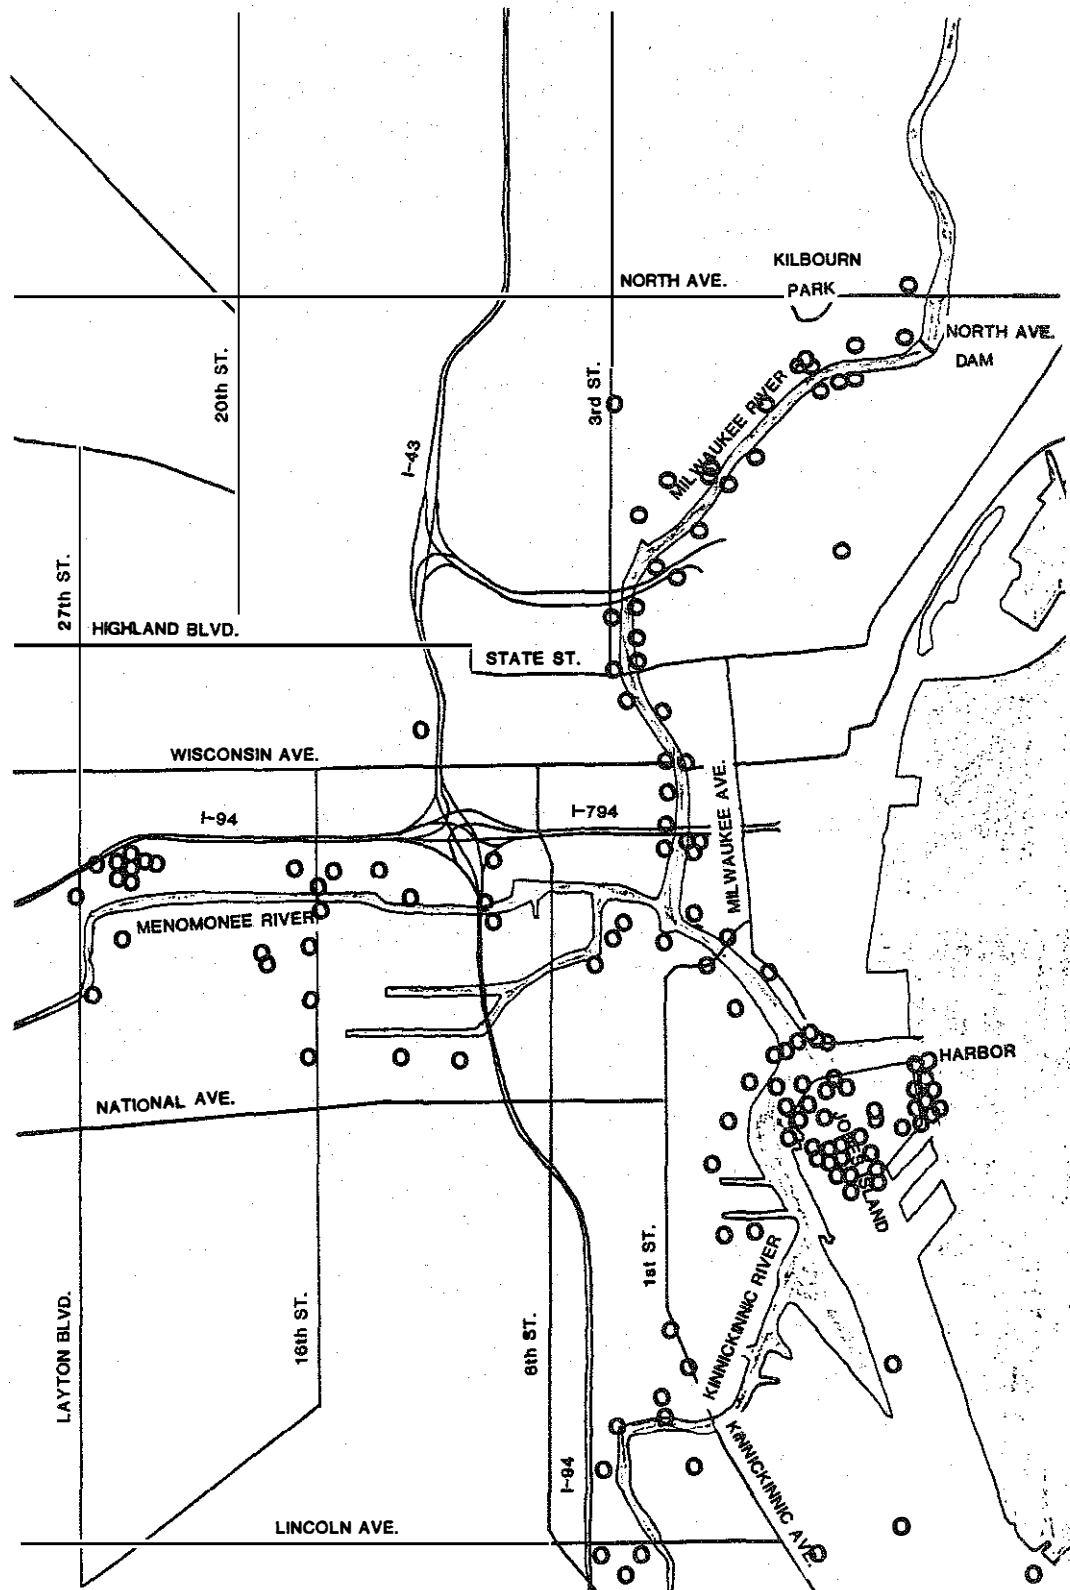 KILBOURN
PARK
NORTH AVE.
NORTH AVE.
DAM
20th ST.
3rd ST.
MILWAUKEE RIVER
I-43
27th ST.
HIGHLAND BLVD.
STATE ST.
WISCONSIN AVE.
I-94
I-794
MILWAUKEE AVE.
MENOMONEE RIVER
HARBOR
NATIONAL AVE.
JONES ISLAND
1st ST.
KINNICKINNIC RIVER
LAYTON BLVD.
16th ST.
6th ST.
I-94
KINNICKINNIC AVE.
LINCOLN AVE.